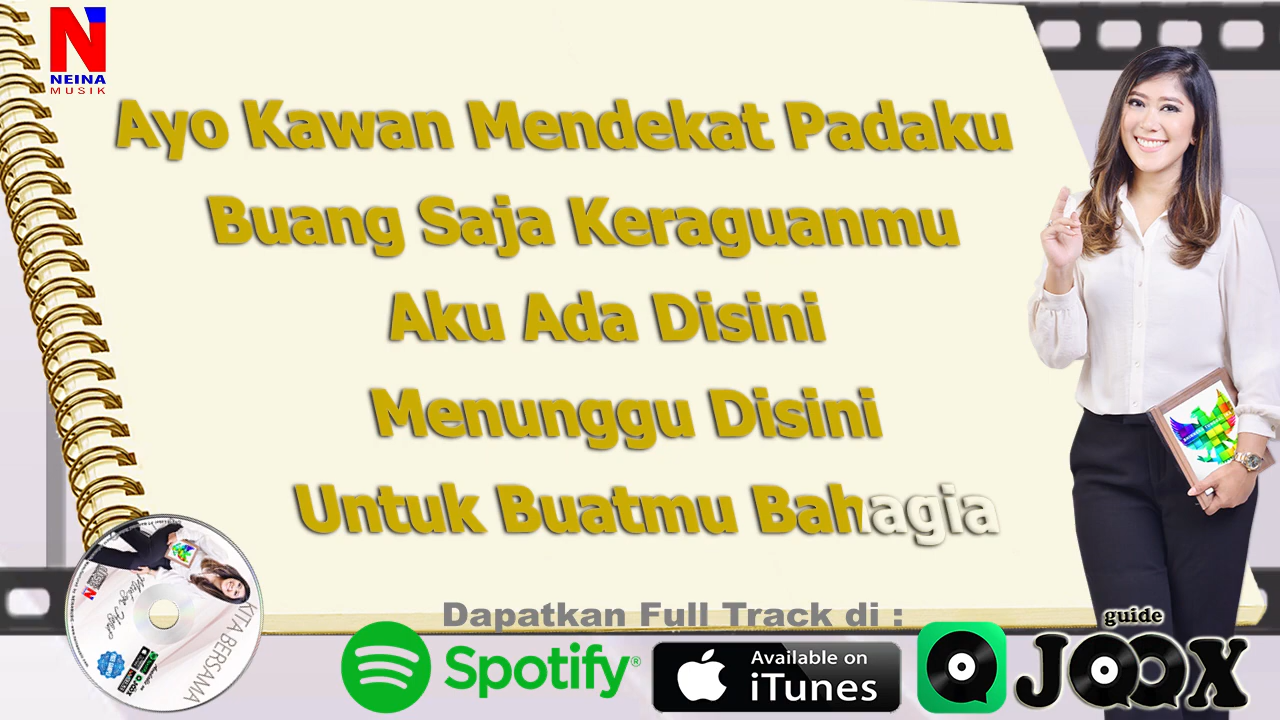 NEINA
MUSIK
Ayo Kawan Mendekat Padaku
Buang Saja Keraguanmu
Aku Ada Disini
Menunggu Disini
Untuk Buatmu Bahagia
KITA BERSAMA
Dapatkan Full Track di :
Spotify®
Available on
iTunes
guide
JOOX